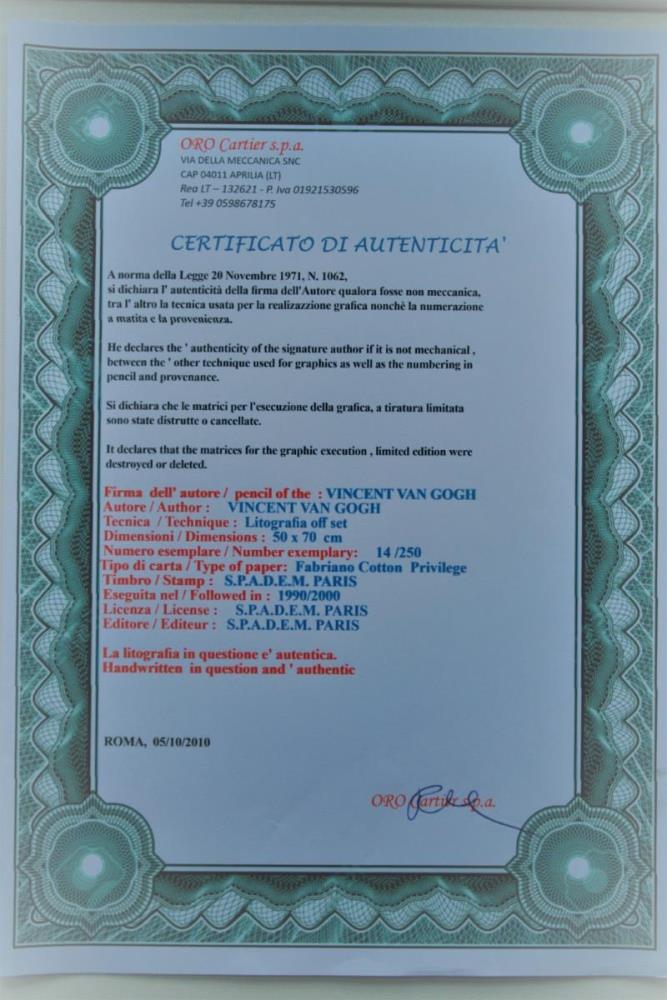 ORO Cartier s.p.a.
VIA DELLA MECCANICA SNC
CAP 04011 APRILIA (LT)
Rea LT – 132621 - P. Iva 01921530596
Tel +39 0598678175
CERTIFICATO DI AUTENTICITA'
A norma della Legge 20 Novembre 1971, N. 1062,
si dichiara l' autenticità della firma dell'Autore qualora fosse non meccanica,
tra l' altro la tecnica usata per la realizazzione grafica nonchè la numerazione
a matita e la provenienza.
He declares the ' authenticity of the signature author if it is not mechanical ,
between the ' other technique used for graphics as well as the numbering in
pencil and provenance.
Si dichiara che le matrici per l'esecuzione della grafica, a tiratura limitata
sono state distrutte o cancellate.
It declares that the matrices for the graphic execution , limited edition were
destroyed or deleted.
Firma dell' autore / pencil of the : VINCENT VAN GOGH
Autore / Author : VINCENT VAN GOGH
Tecnica / Technique : Litografia off set
Dimensioni / Dimensions : 50 x 70 cm
Numero esemplare / Number exemplary: 14 /250
Tipo di carta / Type of paper: Fabriano Cotton Privilege
Timbro / Stamp : S.P.A.D.E.M. PARIS
Eseguita nel / Followed in : 1990/2000
Licenza / License : S.P.A.D.E.M. PARIS
Editore / Editeur : S.P.A.D.E.M. PARIS
La litografia in questione e' autentica.
Handwritten in question and ' authentic
ROMA, 05/10/2010
ORO Cartier s.p.a.